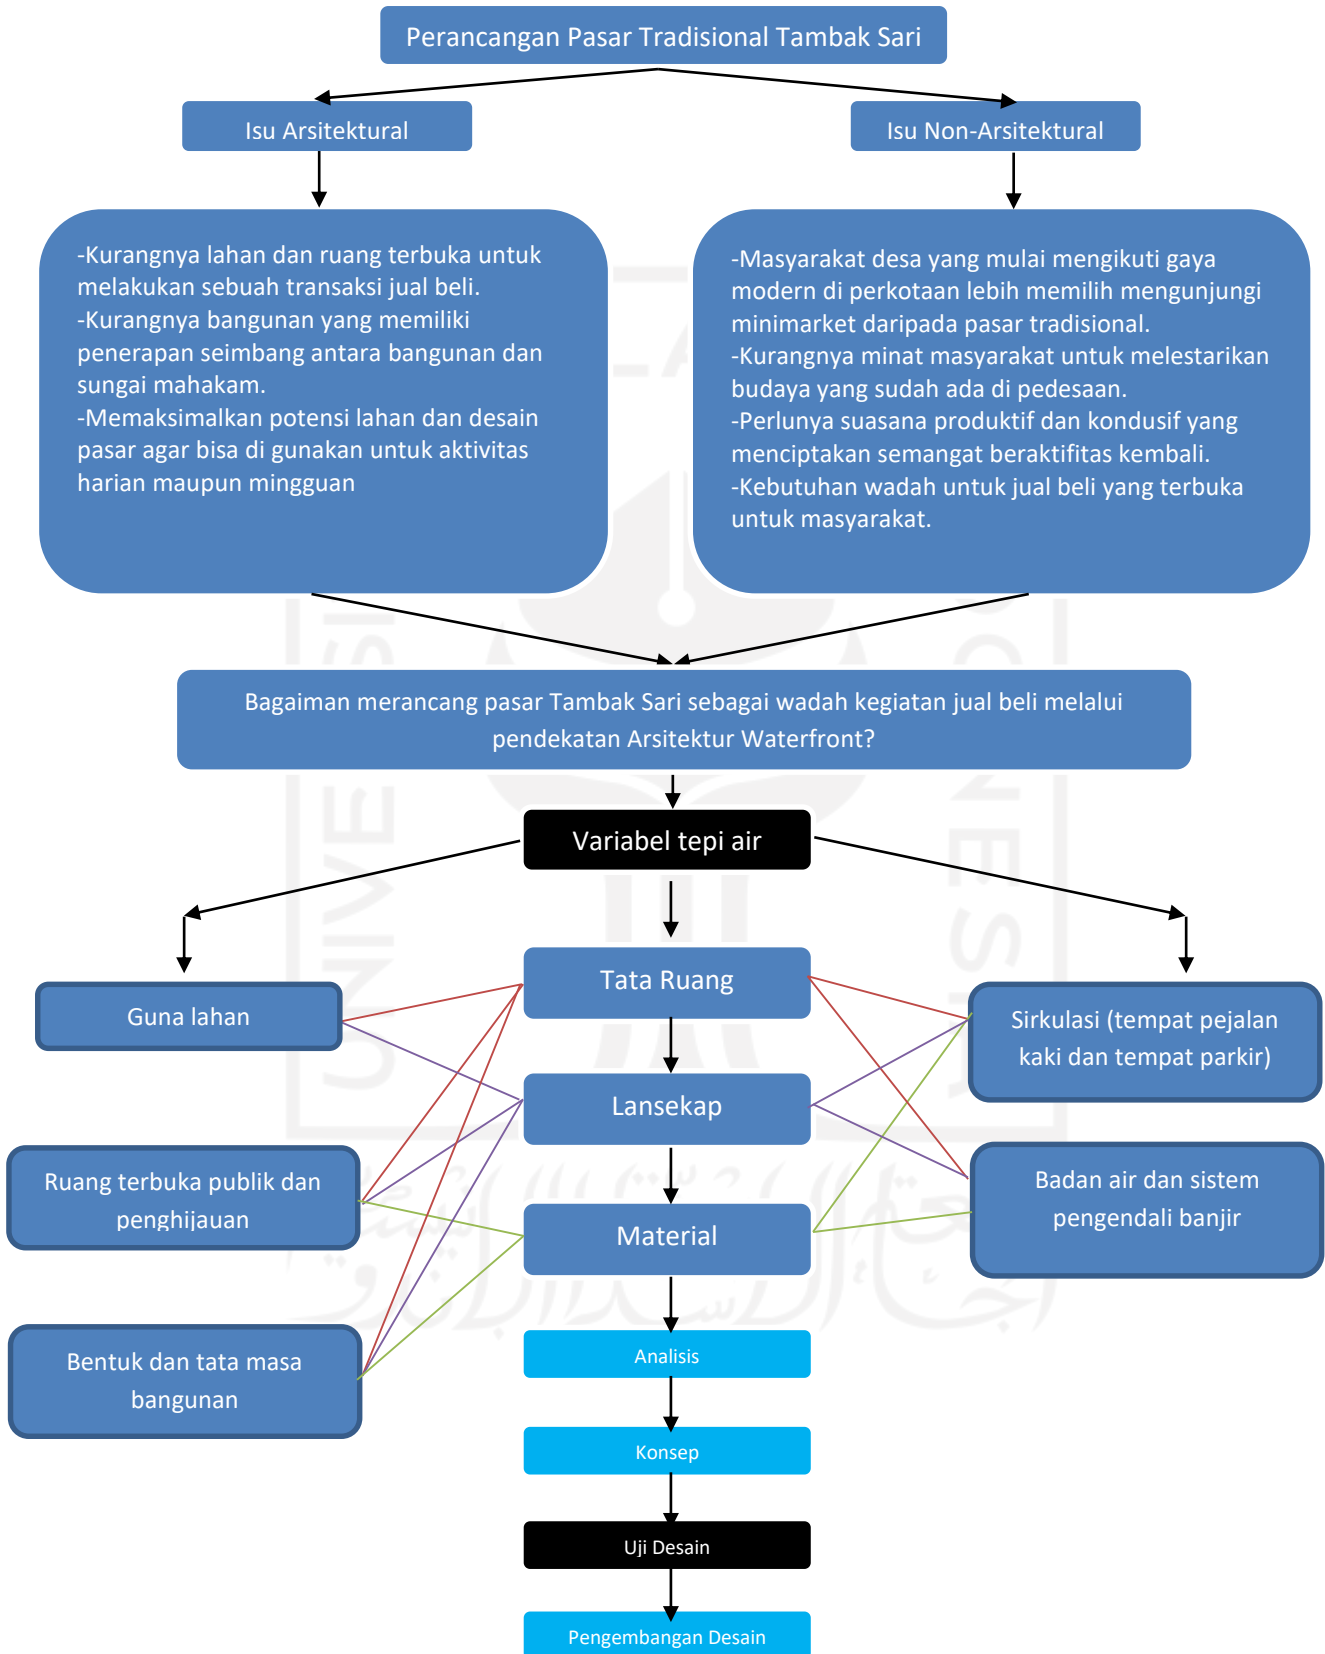 Perancangan Pasar Tradisional Tambak Sari
Isu Arsitektural
Isu Non-Arsitektural
-Kurangnya lahan dan ruang terbuka untuk
melakukan sebuah transaksi jual beli.
-Kurangnya bangunan yang memiliki
penerapan seimbang antara bangunan dan
sungai mahakam.
-Memaksimalkan potensi lahan dan desain
pasar agar bisa di gunakan untuk aktivitas
harian maupun mingguan
-Masyarakat desa yang mulai mengikuti gaya
modern di perkotaan lebih memilih mengunjungi
minimarket daripada pasar tradisional.
-Kurangnya minat masyarakat untuk melestarikan
budaya yang sudah ada di pedesaan.
-Perlunya suasana produktif dan kondusif yang
menciptakan semangat beraktifitas kembali.
-Kebutuhan wadah untuk jual beli yang terbuka
untuk masyarakat.
Bagaiman merancang pasar Tambak Sari sebagai wadah kegiatan jual beli melalui
pendekatan Arsitektur Waterfront?
Variabel tepi air
Guna lahan
Tata Ruang
Sirkulasi (tempat pejalan
kaki dan tempat parkir)
Lansekap
Ruang terbuka publik dan
penghijauan
Material
Badan air dan sistem
pengendali banjir
Bentuk dan tata masa
bangunan
Analisis
Konsep
Uji Desain
Pengembangan Desain